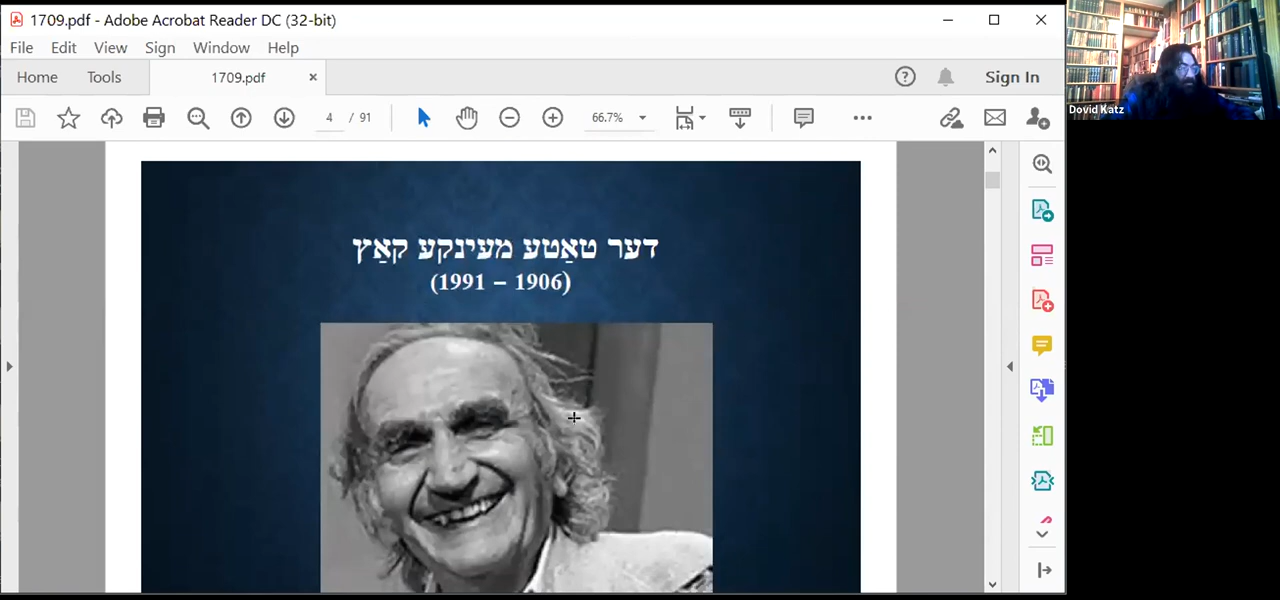 1709.pdf - Adobe Acrobat Reader DC (32-bit)
File Edit View Sign Window Help
Home Tools 1709.pdf × Sign In
4 / 91 66.7%
Dovid Katz
דער טאַטע מעינקע קאַץ
(1991 – 1906)